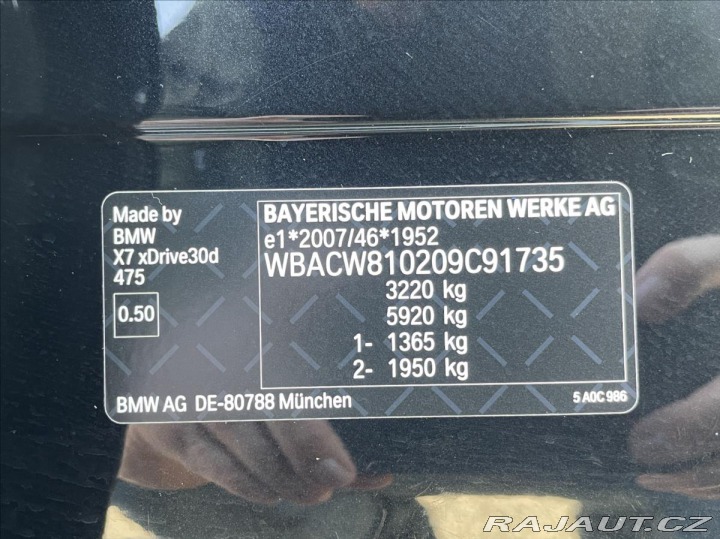 Made by
BMW
X7 xDrive30d
475
0.50
BAYERISCHE MOTOREN WERKE AG
e1*2007/46*1952
WBACW810209C91735
3220 kg
5920 kg
1- 1365 kg
2- 1950 kg
BMW AG DE-80788 München
5 A0C 986
RAJAUT.CZ